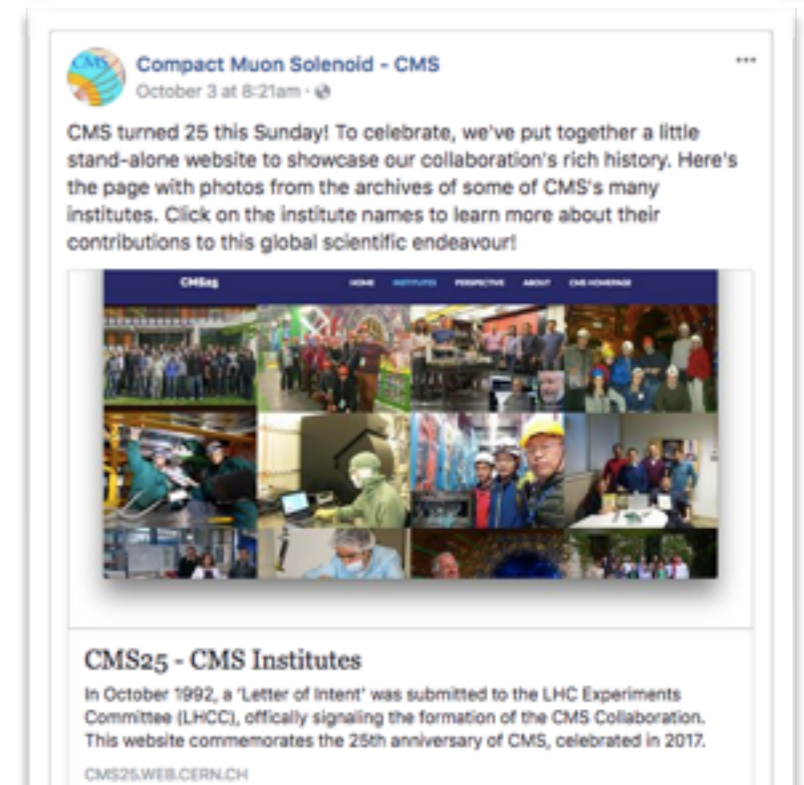 CMS
Compact Muon Solenoid - CMS
October 3 at 8:21am ·
CMS turned 25 this Sunday! To celebrate, we've put together a little
stand-alone website to showcase our collaboration's rich history. Here's
the page with photos from the archives of some of CMS's many
institutes. Click on the institute names to learn more about their
contributions to this global scientific endeavour!
CMS25 HOME INSTITUTES PERSPECTIVE ABOUT CMS HOMEPAGE
CMS25 - CMS Institutes
In October 1992, a 'Letter of Intent' was submitted to the LHC Experiments
Committee (LHCC), offically signaling the formation of the CMS Collaboration.
This website commemorates the 25th anniversary of CMS, celebrated in 2017.
CMS25.WEB.CERN.CH